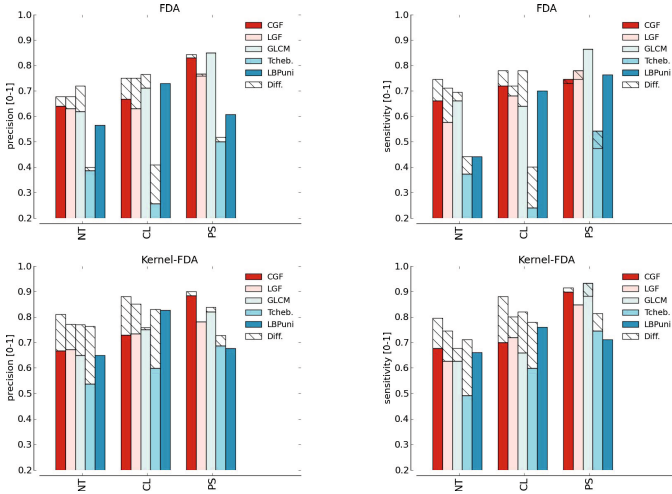 FDA
precision [0-1]
1.0
0.9
0.8
0.7
0.6
0.5
0.4
0.3
0.2
NT
CL
PS
CGF
LGF
GLCM
Tcheb.
LBPuni
Diff.
FDA
sensitivity [0-1]
1.0
0.9
0.8
0.7
0.6
0.5
0.4
0.3
0.2
NT
CL
PS
CGF
LGF
GLCM
Tcheb.
LBPuni
Diff.
Kernel-FDA
precision [0-1]
1.0
0.9
0.8
0.7
0.6
0.5
0.4
0.3
0.2
NT
CL
PS
CGF
LGF
GLCM
Tcheb.
LBPuni
Diff.
Kernel-FDA
sensitivity [0-1]
1.0
0.9
0.8
0.7
0.6
0.5
0.4
0.3
0.2
NT
CL
PS
CGF
LGF
GLCM
Tcheb.
LBPuni
Diff.